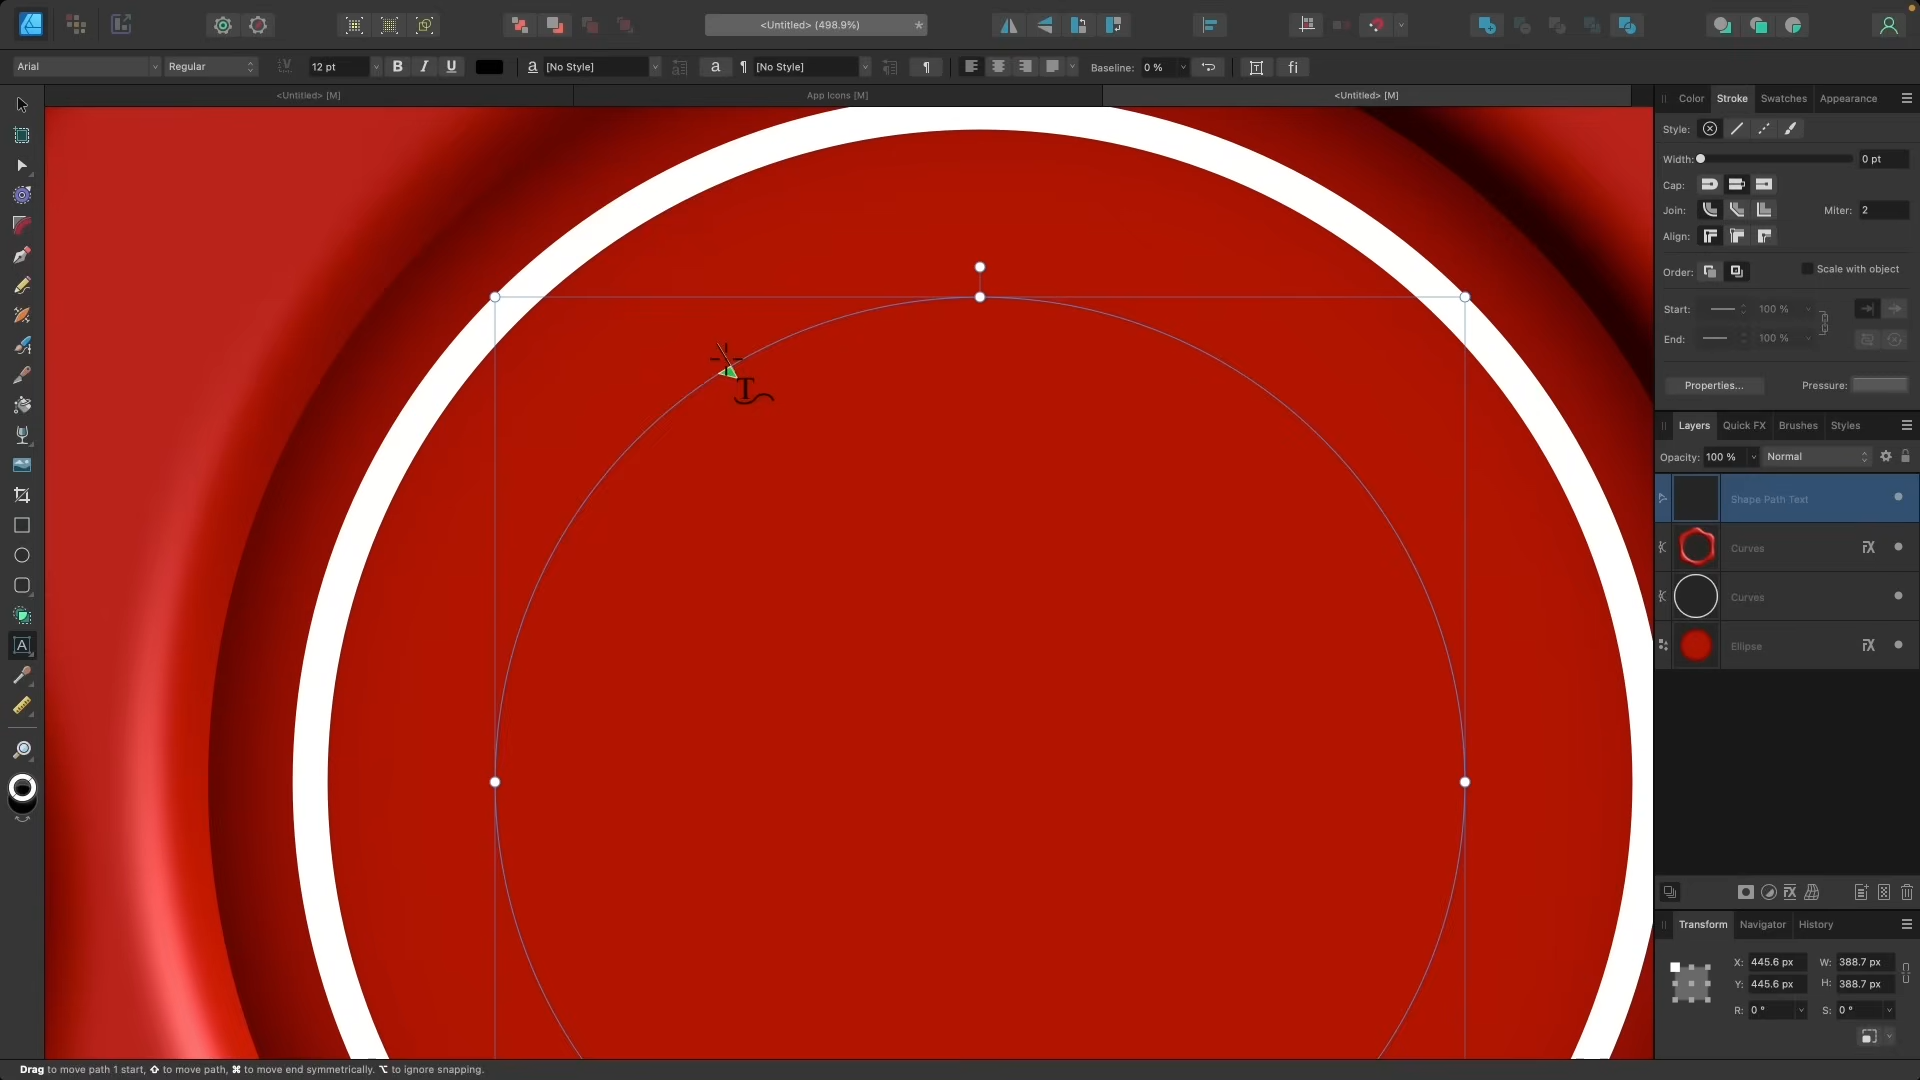 <Untitled> (498.9%)
*
Arial
Regular
12 pt
B I U
a [No Style]
a ¶ [No Style]
¶
Baseline: 0 %
fi
<Untitled> [M]
App Icons [M]
<Untitled> [M]
Color Stroke Swatches Appearance
Style:
Width: 0 pt
Cap:
Join: Miter: 2
Align:
Order: Scale with object
Start: 100 %
End: 100 %
Properties... Pressure:
Layers Quick FX Brushes Styles
Opacity: 100 % Normal
Shape Path Text
Curves
Curves
Ellipse
A
T
Transform Navigator History
X: 445.6 px W: 388.7 px
Y: 445.6 px H: 388.7 px
R: 0 ° S: 0 °
Drag to move path 1 start, ⇧ to move path, ⌘ to move end symmetrically. ⌥ to ignore snapping.